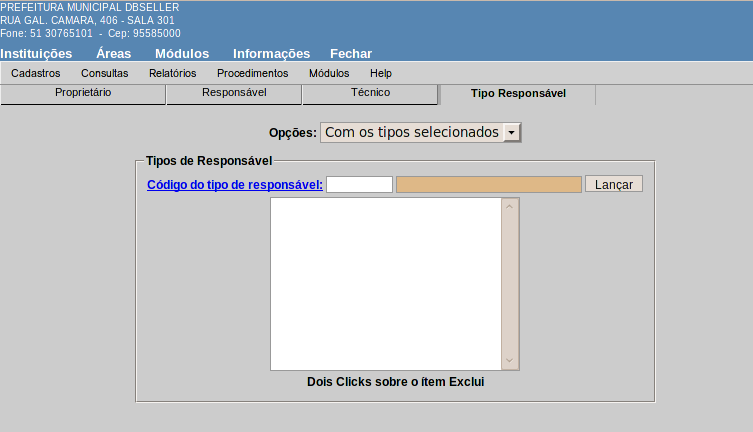 PREFEITURA MUNICIPAL DBSELLER
RUA GAL. CAMARA, 406 - SALA 301
Fone: 51 30765101 - Cep: 95585000
Instituições Áreas Módulos Informações Fechar
Cadastros Consultas Relatórios Procedimentos Módulos Help
Proprietário Responsável Técnico Tipo Responsável
Opções: Com os tipos selecionados
Tipos de Responsável
Código do tipo de responsável: Lançar
Dois Clicks sobre o ítem Exclui